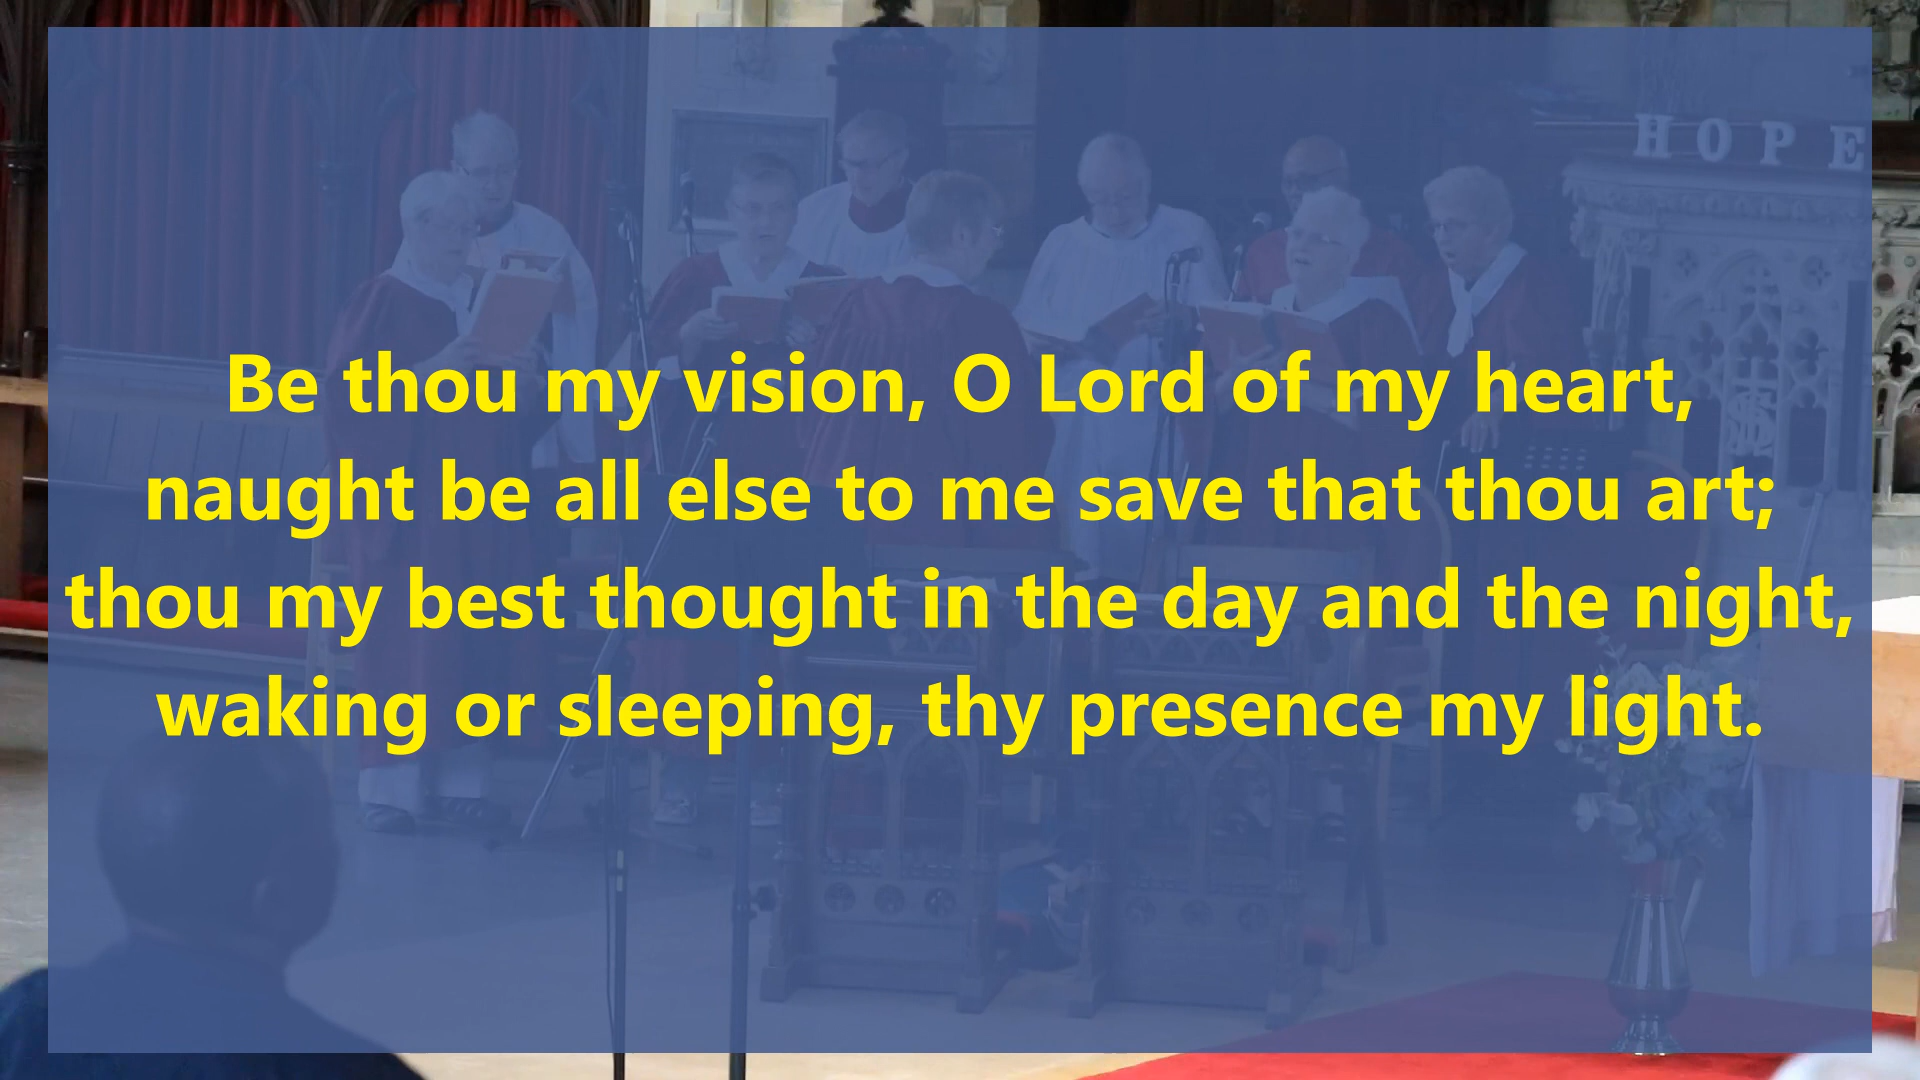 HOPE
Be thou my vision, O Lord of my heart,
naught be all else to me save that thou art;
thou my best thought in the day and the night,
waking or sleeping, thy presence my light.